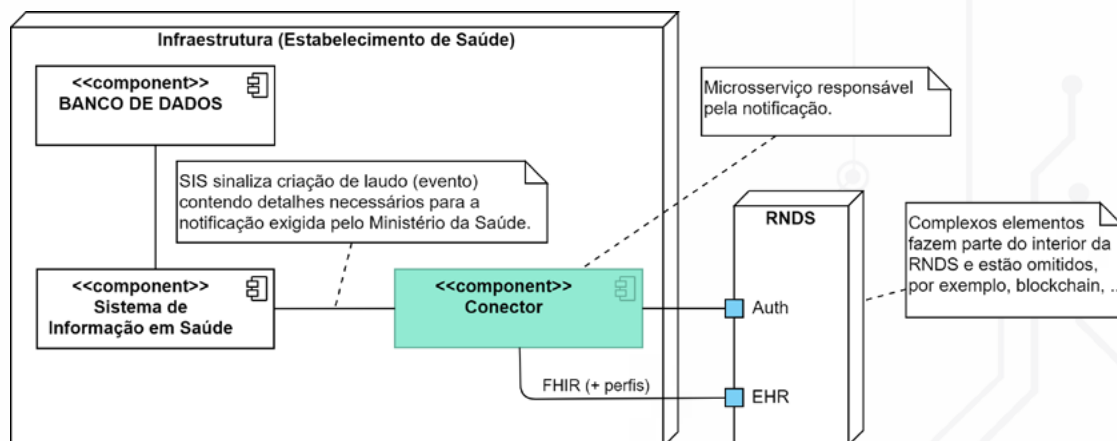 Infraestrutura (Estabelecimento de Saúde)
<<component>>
BANCO DE DADOS
Microsserviço responsável
pela notificação.
SIS sinaliza criação de laudo (evento)
contendo detalhes necessários para a
notificação exigida pelo Ministério da Saúde.
RNDS
Complexos elementos
fazem parte do interior da
RNDS e estão omitidos,
por exemplo, blockchain, ..
<<component>>
Sistema de
Informação em Saúde
<<component>>
Conector
Auth
FHIR (+ perfis)
EHR